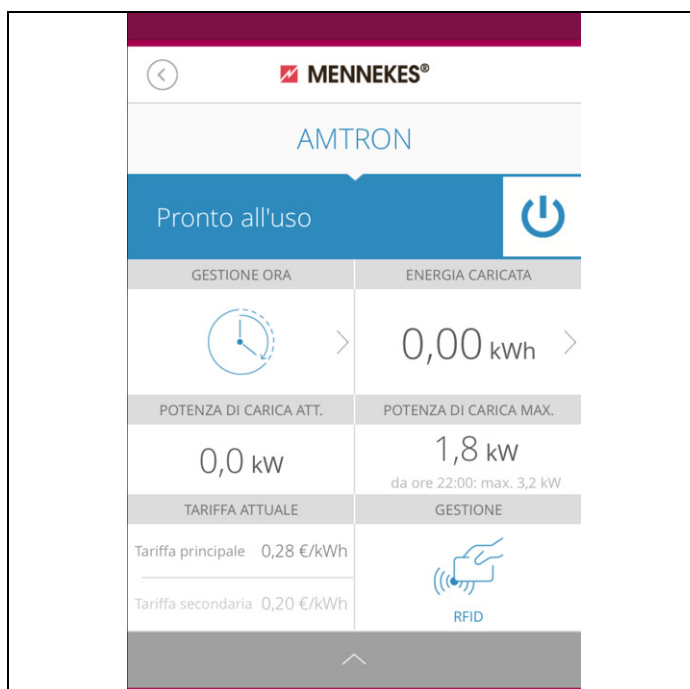 MENNEKES®
AMTRON
Pronto all'uso
GESTIONE ORA
ENERGIA CARICATA
0,00 kWh
POTENZA DI CARICA ATT.
POTENZA DI CARICA MAX.
0,0 kW
1,8 kW
da ore 22:00: max. 3,2 kW
TARIFFA ATTUALE
GESTIONE
Tariffa principale 0,28 €/kWh
Tariffa secondaria 0,20 €/kWh
RFID